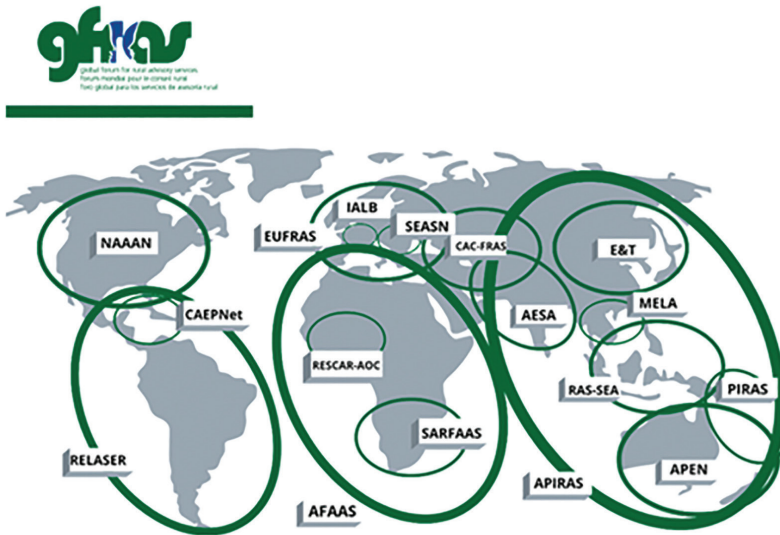 gfras
global forum for rural advisory services
forum mondial pour le conseil rural
foro global para los servicios de asesoría rural
IALB
NAAAN
EUFRAS
SEASN
CAC-FRAS
E&T
MELA
CAEPNet
AESA
RESCAR-AOC
RAS-SEA
PIRAS
SARFAAS
RELASER
APEN
APIRAS
AFAAS